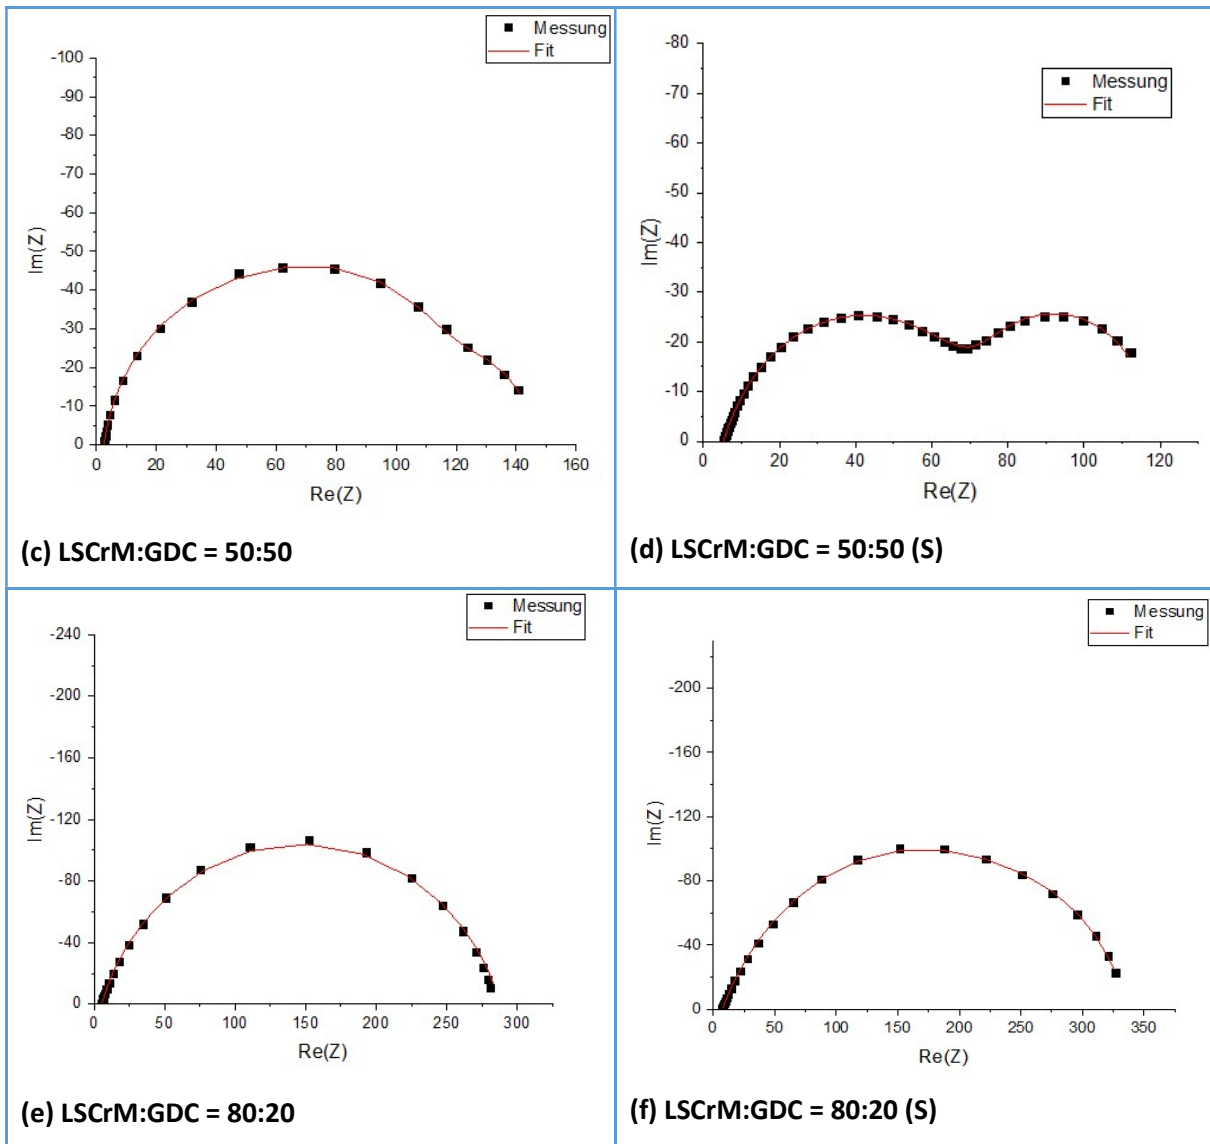 Messung
Fit
-100
-90
-80
-70
-60
-50
-40
-30
-20
-10
0
Im(Z)
0 20 40 60 80 100 120 140 160
Re(Z)
(c) LSCrM:GDC = 50:50
Messung
Fit
-80
-70
-60
-50
-40
-30
-20
-10
0
Im(Z)
0 20 40 60 80 100 120
Re(Z)
(d) LSCrM:GDC = 50:50 (S)
Messung
Fit
-240
-200
-160
-120
-80
-40
0
Im(Z)
0 50 100 150 200 250 300
Re(Z)
(e) LSCrM:GDC = 80:20
Messung
Fit
-200
-160
-120
-80
-40
0
Im(Z)
0 50 100 150 200 250 300 350
Re(Z)
(f) LSCrM:GDC = 80:20 (S)